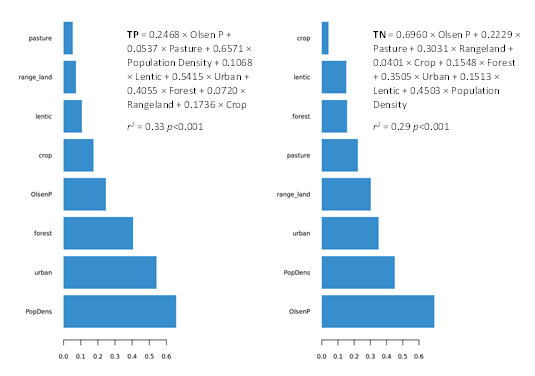 TP = 0.2468 × Olsen P +
0.0537 × Pasture + 0.6571 ×
Population Density + 0.1068
× Lentic + 0.5415 × Urban +
0.4055 × Forest + 0.0720 ×
Rangeland + 0.1736 × Crop
r² = 0.33 p<0.001
pasture
range_land
lentic
crop
OlsenP
forest
urban
PopDens
0.0 0.1 0.2 0.3 0.4 0.5 0.6
TN = 0.6960 × Olsen P + 0.2229 ×
Pasture + 0.3031 × Rangeland +
0.0401 × Crop + 0.1548 × Forest
+ 0.3505 × Urban + 0.1513 ×
Lentic + 0.4503 × Population
Density
r² = 0.29 p<0.001
crop
lentic
forest
pasture
range_land
urban
PopDens
OlsenP
0.0 0.1 0.2 0.3 0.4 0.5 0.6